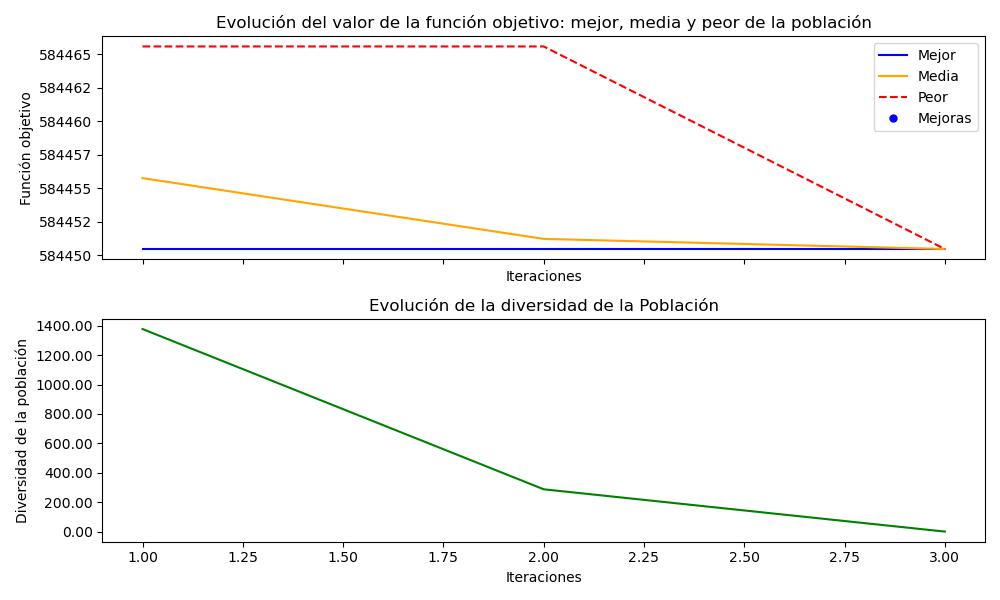 Evolución del valor de la función objetivo: mejor, media y peor de la población
Función objetivo
584465
584462
584460
584457
584455
584452
584450
Mejor
Media
Peor
Mejoras
Iteraciones
Evolución de la diversidad de la Población
Diversidad de la población
1400.00
1200.00
1000.00
800.00
600.00
400.00
200.00
0.00
1.00 1.25 1.50 1.75 2.00 2.25 2.50 2.75 3.00
Iteraciones